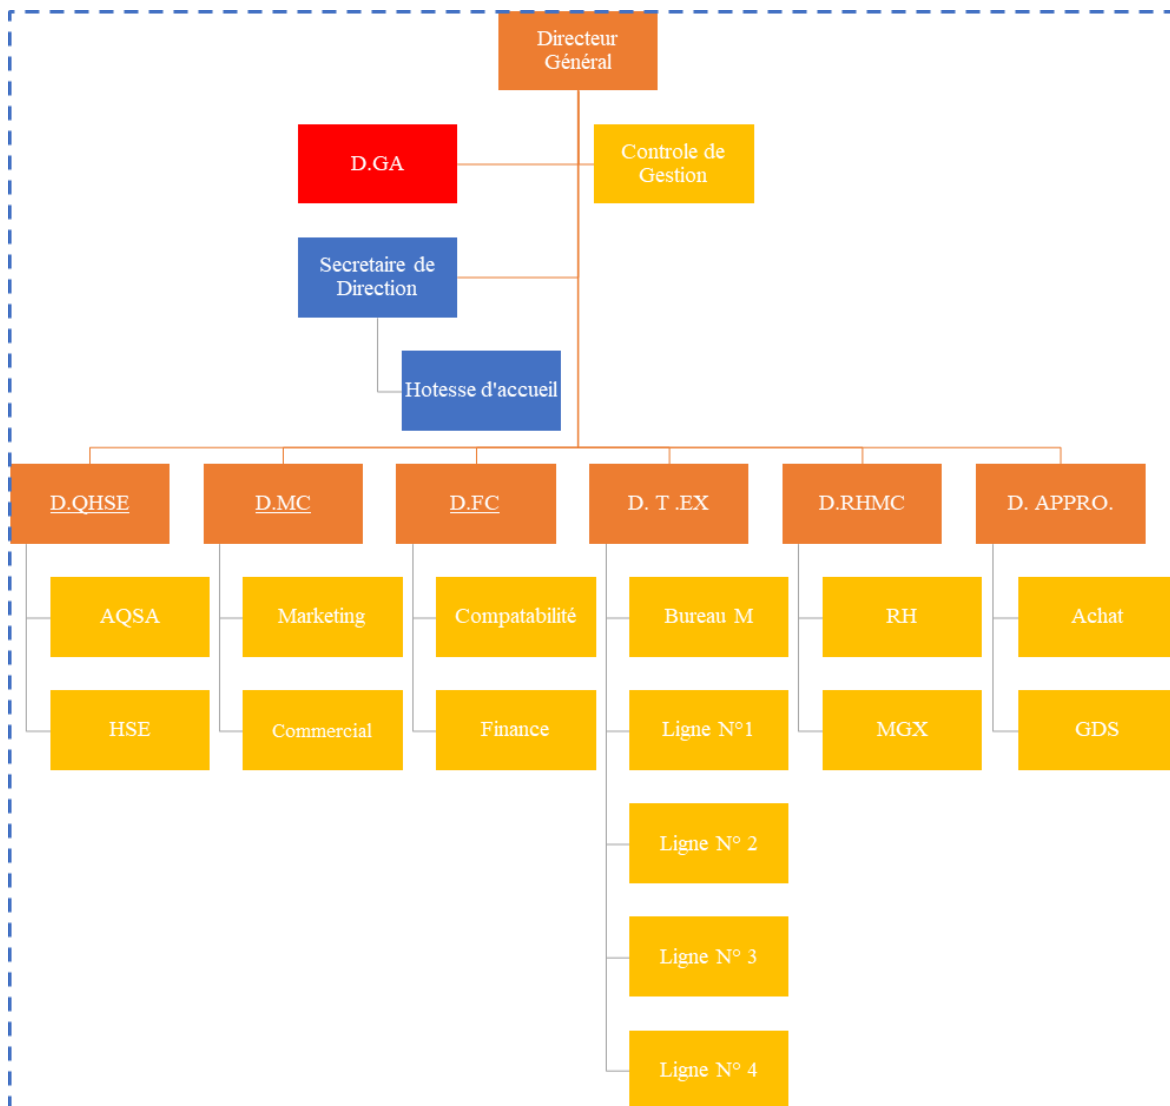 Directeur
Général
D.GA
Controle de
Gestion
Secretaire de
Direction
Hotesse d'accueil
D.QHSE
D.MC
D.FC
D. T .EX
D.RHMC
D. APPRO.
AQSA
Marketing
Compatabilité
Bureau M
RH
Achat
HSE
Commercial
Finance
Ligne N°1
MGX
GDS
Ligne N° 2
Ligne N° 3
Ligne N° 4